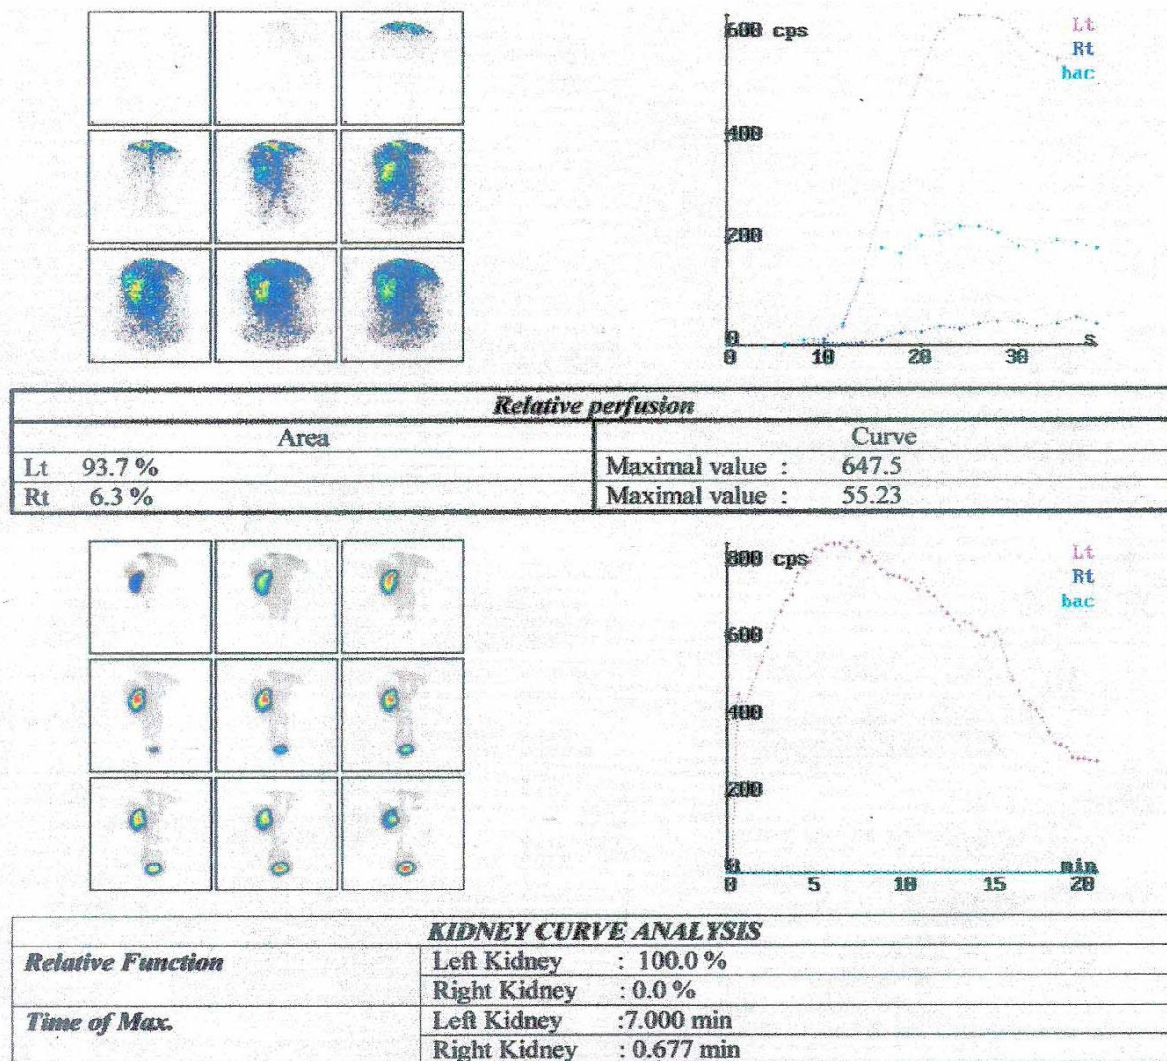 600 cps
Lt
Rt
bac
400
200
0
0 10 20 30 s
Relative perfusion
Area Curve
Lt 93.7 % Maximal value : 647.5
Rt 6.3 % Maximal value : 55.23
800 cps
Lt
Rt
bac
600
400
200
0
min
0 5 10 15 20
KIDNEY CURVE ANALYSIS
Relative Function Left Kidney : 100.0 %
Right Kidney : 0.0 %
Time of Max. Left Kidney :7.000 min
Right Kidney : 0.677 min